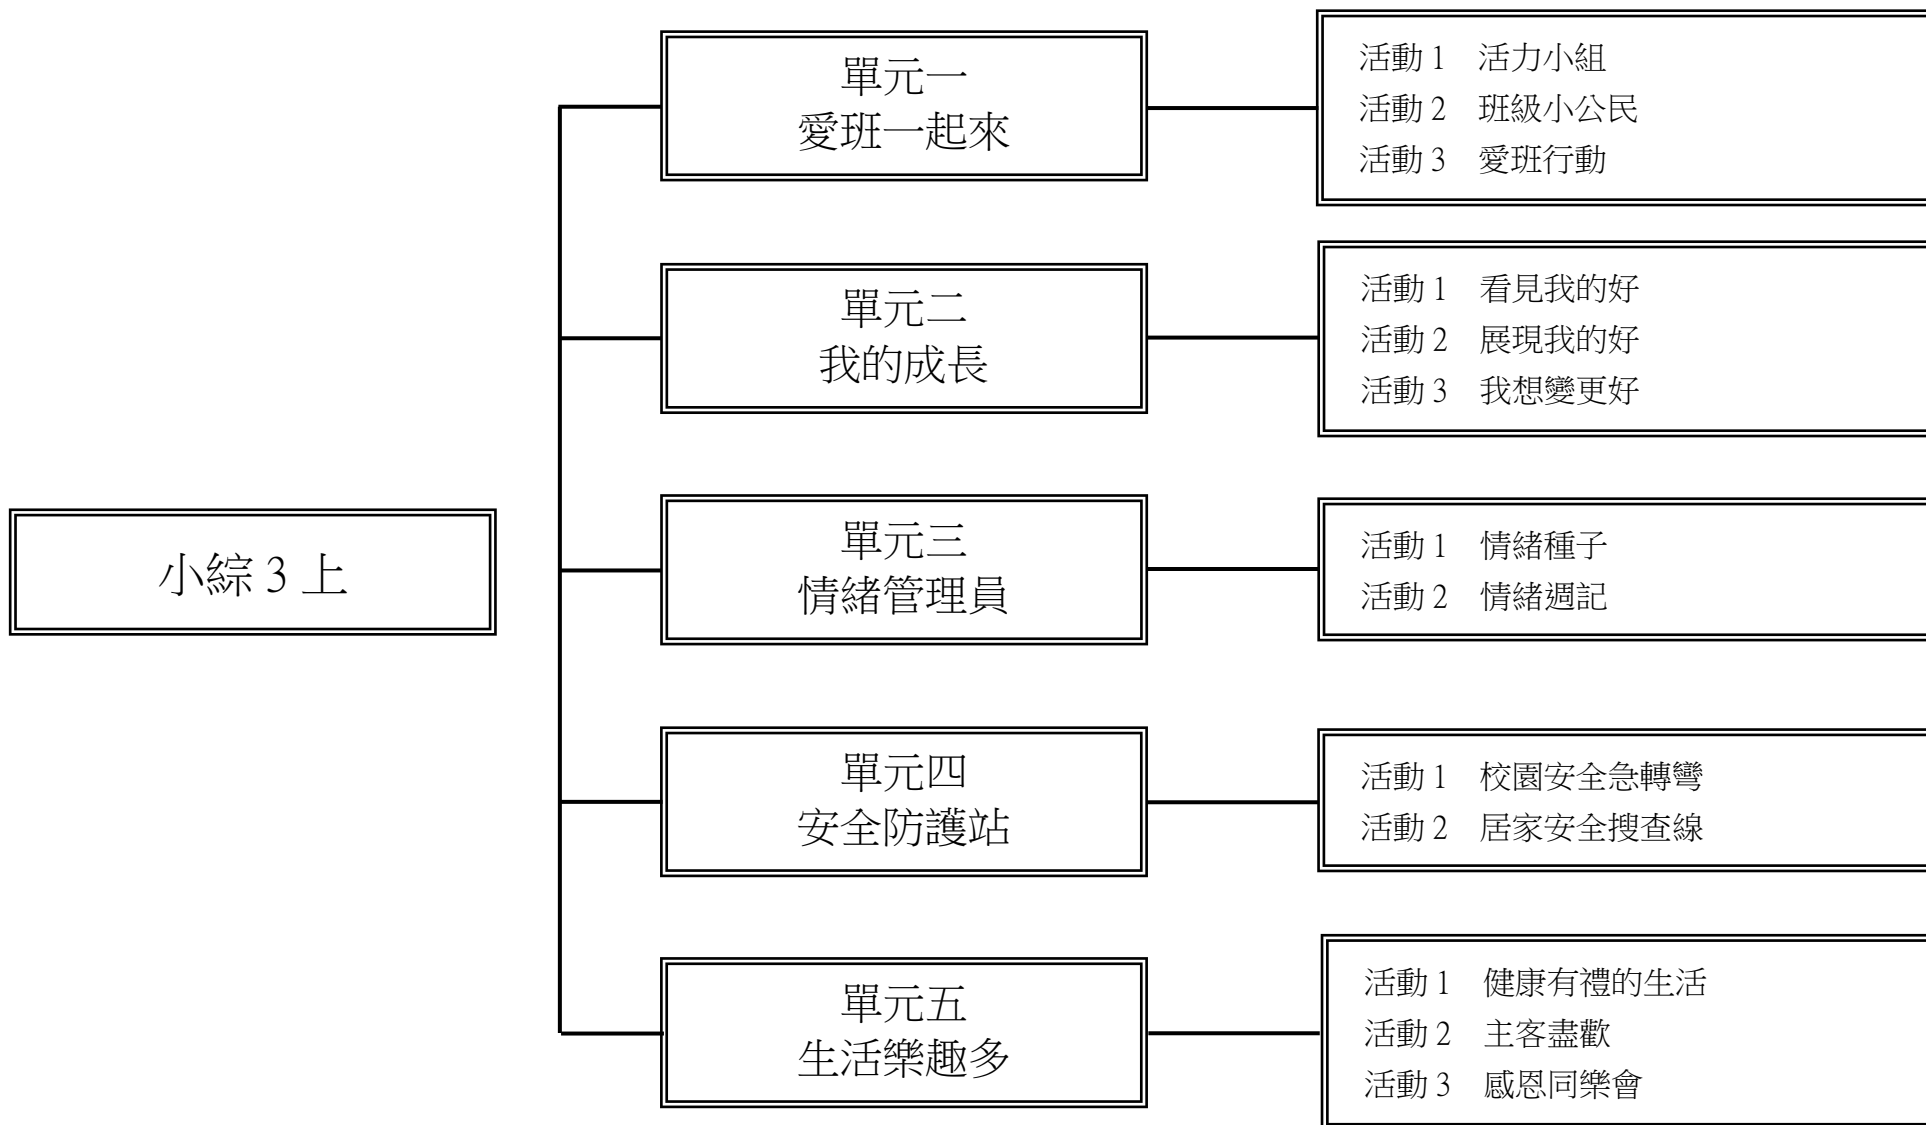 小綜 3 上
單元一
愛班一起來
活動 1　活力小組
活動 2　班級小公民
活動 3　愛班行動
單元二
我的成長
活動 1　看見我的好
活動 2　展現我的好
活動 3　我想變更好
單元三
情緒管理員
活動 1　情緒種子
活動 2　情緒週記
單元四
安全防護站
活動 1　校園安全急轉彎
活動 2　居家安全搜查線
單元五
生活樂趣多
活動 1　健康有禮的生活
活動 2　主客盡歡
活動 3　感恩同樂會